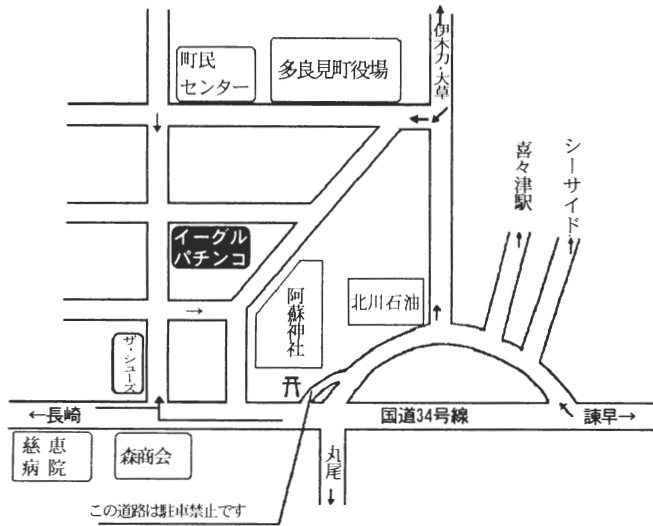 伊木力・大草
町民
センター
多良見町役場
喜々津駅
シーサイド
イーグル
パチンコ
阿蘇神社
北川石油
ザ・シューズ
←長崎
国道34号線
諫早→
慈恵
病院
森商会
丸尾
この道路は駐車禁止です